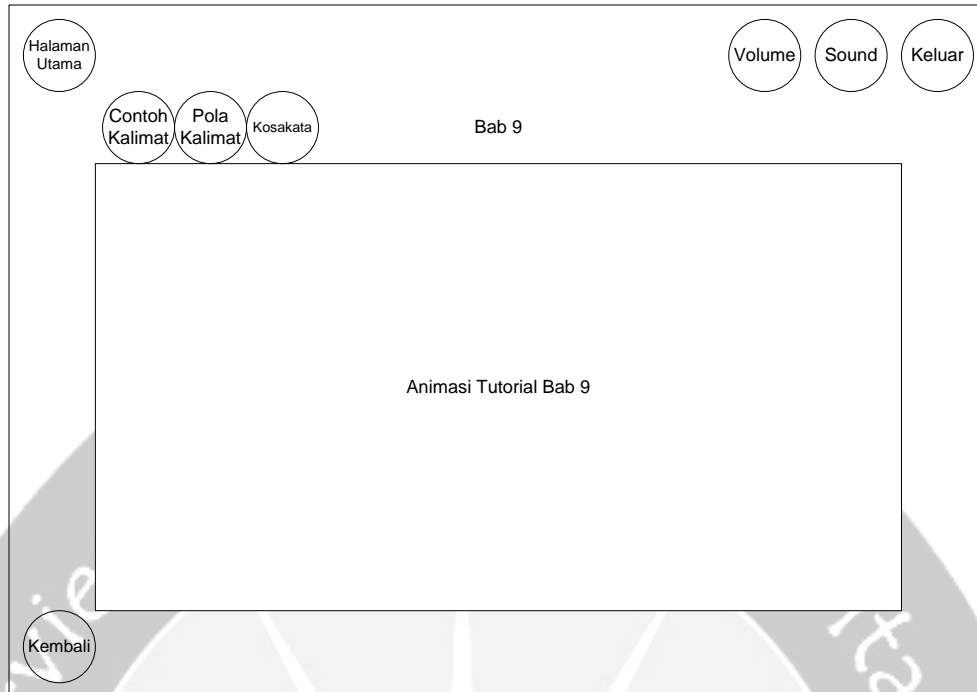 Halaman
Utama
Volume
Sound
Keluar
Contoh
Kalimat
Pola
Kalimat
Kosakata
Bab 9
Animasi Tutorial Bab 9
Kembali